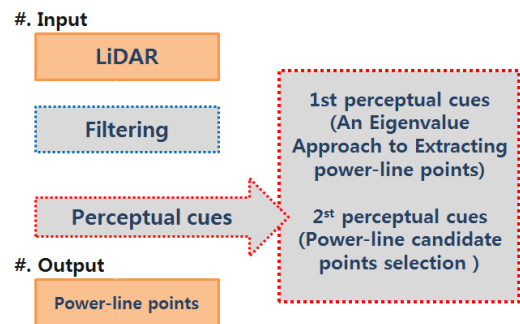 #. Input
LiDAR
Filtering
Perceptual cues
1st perceptual cues
(An Eigenvalue
Approach to Extracting
power-line points)
2st perceptual cues
(Power-line candidate
points selection )
#. Output
Power-line points